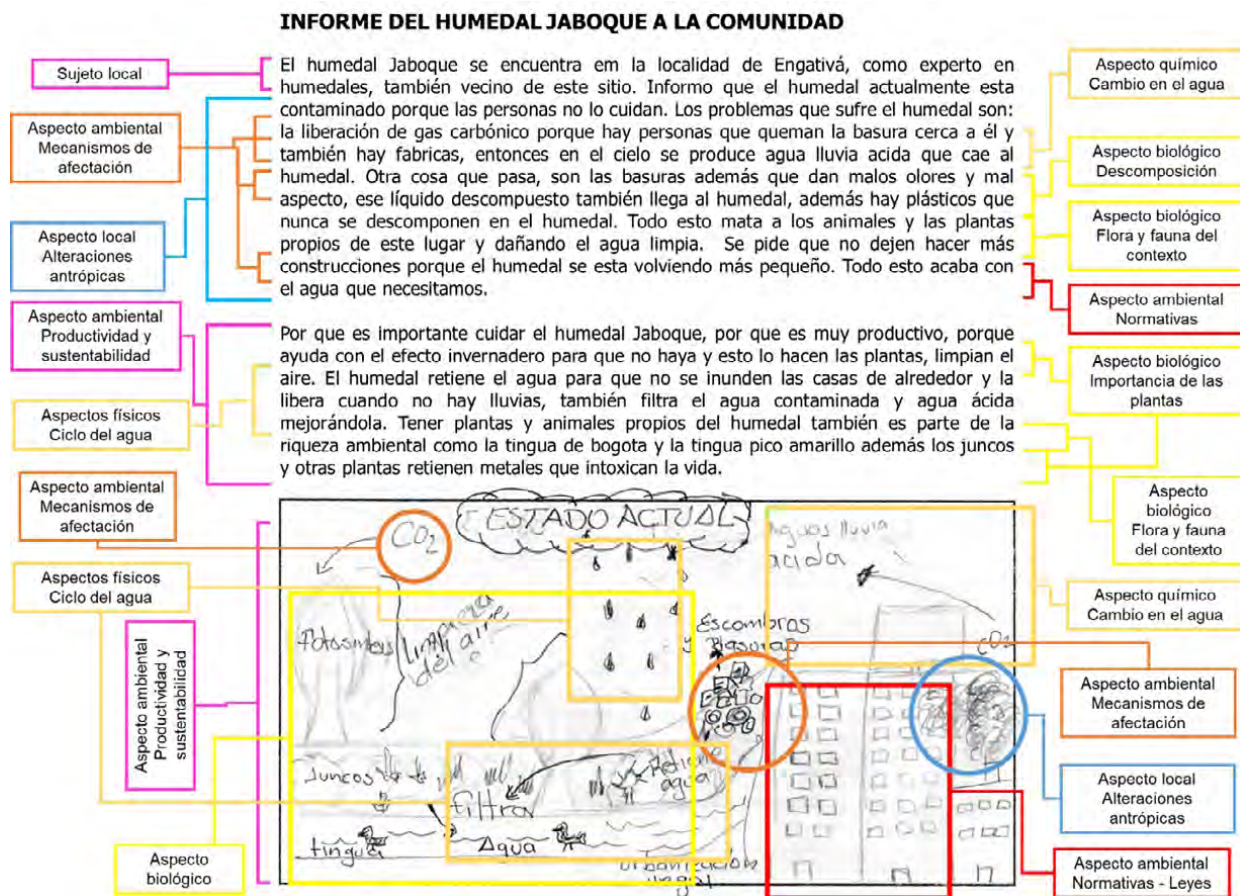 INFORME DEL HUMEDAL JABOQUE A LA COMUNIDAD
Sujeto local
Aspecto ambiental
Mecanismos de
afectación
Aspecto local
Alteraciones
antrópicas
Aspecto ambiental
Productividad y
sustentabilidad
Aspectos físicos
Ciclo del agua
El humedal Jaboque se encuentra em la localidad de Engativá, como experto en
humedales, también vecino de este sitio. Informo que el humedal actualmente esta
contaminado porque las personas no lo cuidan. Los problemas que sufre el humedal son:
la liberación de gas carbónico porque hay personas que queman la basura cerca a él y
también hay fabricas, entonces en el cielo se produce agua lluvia acida que cae al
humedal. Otra cosa que pasa, son las basuras además que dan malos olores y mal
aspecto, ese líquido descompuesto también llega al humedal, además hay plásticos que
nunca se descomponen en el humedal. Todo esto mata a los animales y las plantas
propios de este lugar y dañando el agua limpia. Se pide que no dejen hacer más
construcciones porque el humedal se esta volviendo más pequeño. Todo esto acaba con
el agua que necesitamos.
Por que es importante cuidar el humedal Jaboque, por que es muy productivo, porque
ayuda con el efecto invernadero para que no haya y esto lo hacen las plantas, limpian el
aire. El humedal retiene el agua para que no se inunden las casas de alrededor y la
libera cuando no hay lluvias, también filtra el agua contaminada y agua ácida
mejorándola. Tener plantas y animales propios del humedal también es parte de la
riqueza ambiental como la tingua de bogota y la tingua pico amarillo además los juncos
y otras plantas retienen metales que intoxican la vida.
Aspecto químico
Cambio en el agua
Aspecto biológico
Descomposición
Aspecto biológico
Flora y fauna del
contexto
Aspecto ambiental
Normativas
Aspecto biológico
Importancia de las
plantas
Aspecto
biológico
Flora y fauna
del contexto
Aspecto ambiental
Mecanismos de
afectación
Aspectos físicos
Ciclo del agua
Aspecto ambiental
Productividad y
sustentabilidad
Aspecto
biológico
ESTADO ACTUAL
CO2
Aguas lluvia
acida
Limpieza
del aire
Escombros
y Basuras
CO2
Juncos
Retiene
agua
filtra
tingua
Agua
Aspecto químico
Cambio en el agua
Aspecto ambiental
Mecanismos de
afectación
Aspecto local
Alteraciones
antrópicas
Aspecto ambiental
Normativas - Leyes